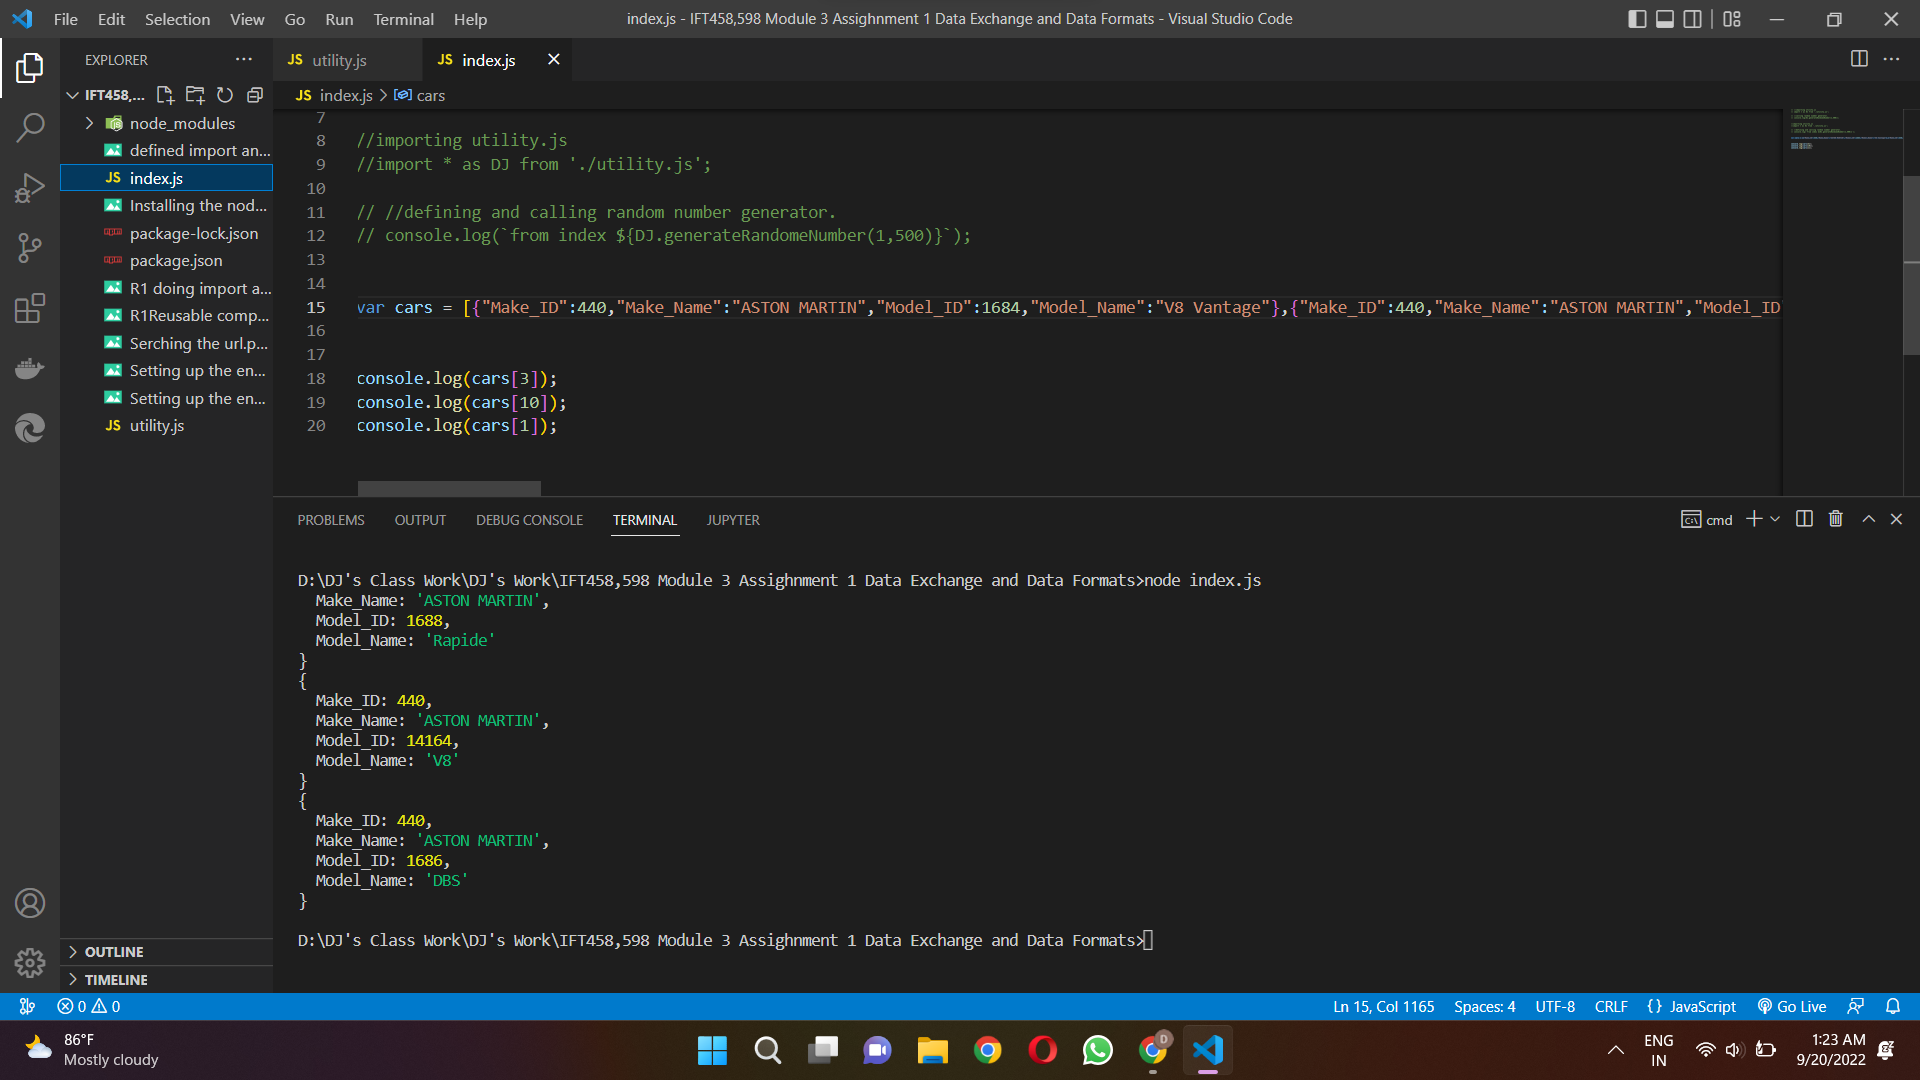 File Edit Selection View Go Run Terminal Help
index.js - IFT458,598 Module 3 Assighnment 1 Data Exchange and Data Formats - Visual Studio Code
EXPLORER
IFT458,...
node_modules
defined import an...
JS index.js
Installing the nod...
package-lock.json
package.json
R1 doing import a...
R1Reusable comp...
Serching the url.p...
Setting up the en...
Setting up the en...
JS utility.js
OUTLINE
TIMELINE
JS utility.js
JS index.js
JS index.js > cars
7
8 //importing utility.js
9 //import * as DJ from './utility.js';
10
11 // //defining and calling random number generator.
12 // console.log(`from index ${DJ.generateRandomeNumber(1,500)}`);
13
14
15 var cars = [{"Make_ID":440,"Make_Name":"ASTON MARTIN","Model_ID":1684,"Model_Name":"V8 Vantage"},{"Make_ID":440,"Make_Name":"ASTON MARTIN","Model_ID
16
17
18 console.log(cars[3]);
19 console.log(cars[10]);
20 console.log(cars[1]);
PROBLEMS OUTPUT DEBUG CONSOLE TERMINAL JUPYTER
cmd
D:\DJ's Class Work\DJ's Work\IFT458,598 Module 3 Assighnment 1 Data Exchange and Data Formats>node index.js
Make_Name: 'ASTON MARTIN',
Model_ID: 1688,
Model_Name: 'Rapide'
}
{
Make_ID: 440,
Make_Name: 'ASTON MARTIN',
Model_ID: 14164,
Model_Name: 'V8'
}
{
Make_ID: 440,
Make_Name: 'ASTON MARTIN',
Model_ID: 1686,
Model_Name: 'DBS'
}
D:\DJ's Class Work\DJ's Work\IFT458,598 Module 3 Assighnment 1 Data Exchange and Data Formats>
0 0
Ln 15, Col 1165 Spaces: 4 UTF-8 CRLF {} JavaScript Go Live
86°F
Mostly cloudy
D
ENG
IN
1:23 AM
9/20/2022